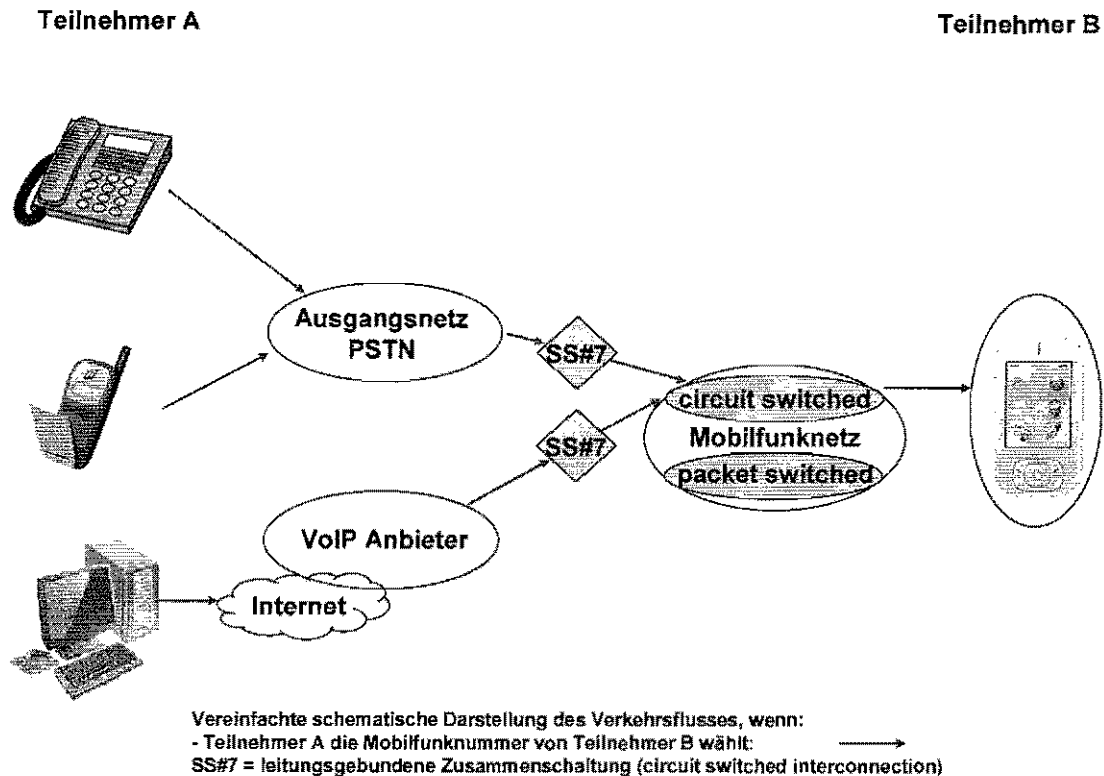 Teilnehmer A
Teilnehmer B
Ausgangsnetz
PSTN
SS#7
circuit switched
SS#7
Mobilfunknetz
packet switched
VoIP Anbieter
Internet
Vereinfachte schematische Darstellung des Verkehrsflusses, wenn:
- Teilnehmer A die Mobilfunknummer von Teilnehmer B wählt:
SS#7 = leitungsgebundene Zusammenschaltung (circuit switched interconnection)